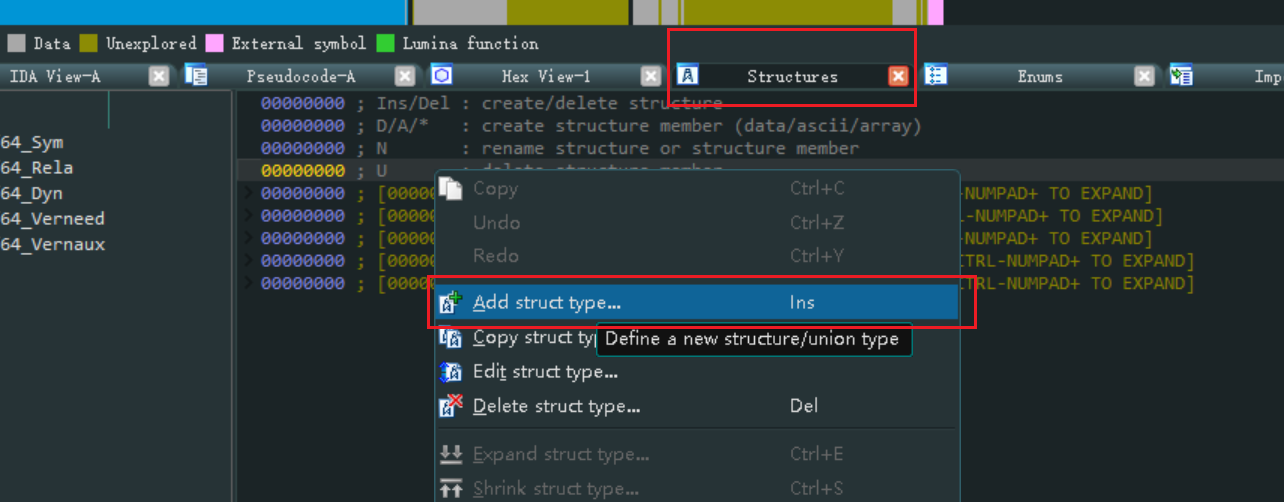 Data Unexplored External symbol Lumina function
IDA View-A Pseudocode-A Hex View-1 Structures Enums Imp
00000000 ; Ins/Del : create/delete structure
00000000 ; D/A/* : create structure member (data/ascii/array)
00000000 ; N : rename structure or structure member
00000000 ; U : delete structure member
64_Sym
64_Rela
64_Dyn
64_Verneed
64_Vernaux
00000000 ; [00000 -NUMPAD+ TO EXPAND]
00000000 ; [00000 L-NUMPAD+ TO EXPAND]
00000000 ; [00000 -NUMPAD+ TO EXPAND]
00000000 ; [00000 CTRL-NUMPAD+ TO EXPAND]
00000000 ; [00000 CTRL-NUMPAD+ TO EXPAND]
Copy Ctrl+C
Undo Ctrl+Z
Redo Ctrl+Y
Add struct type... Ins
Copy struct typ
Define a new structure/union type
Edit struct type...
Delete struct type... Del
Expand struct type... Ctrl+E
Shrink struct type... Ctrl+S